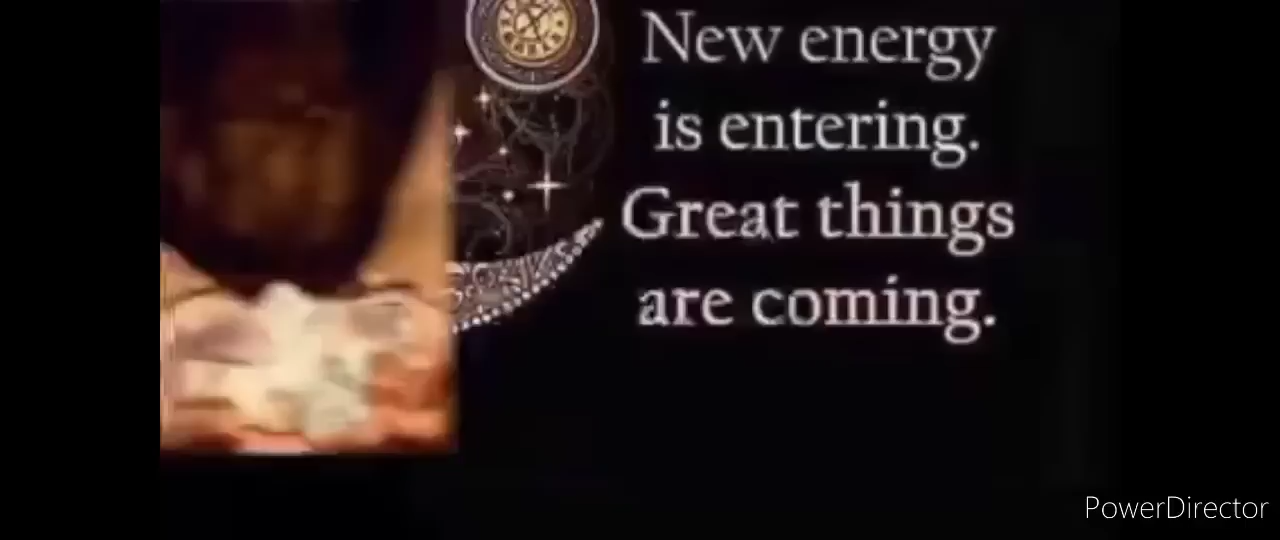 New energy
is entering.
Great things
are coming.
PowerDirector